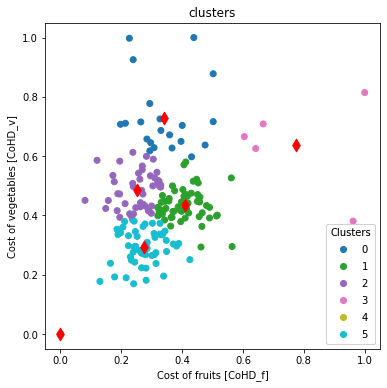 clusters
Cost of vegetables [CoHD_v]
1.0
0.8
0.6
0.4
0.2
0.0
0.0 0.2 0.4 0.6 0.8 1.0
Cost of fruits [CoHD_f]
Clusters
0
1
2
3
4
5